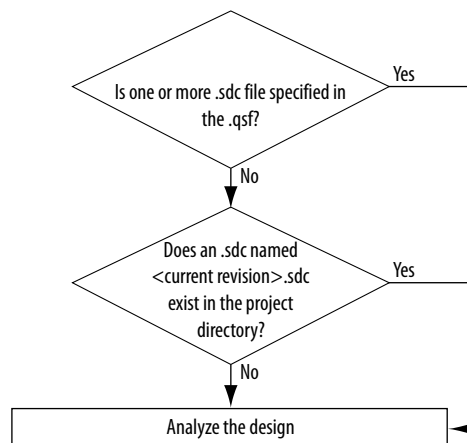 Is one or more .sdc file specified in
the .qsf?
Yes
No
Does an .sdc named
<current revision>.sdc
exist in the project
directory?
Yes
No
Analyze the design